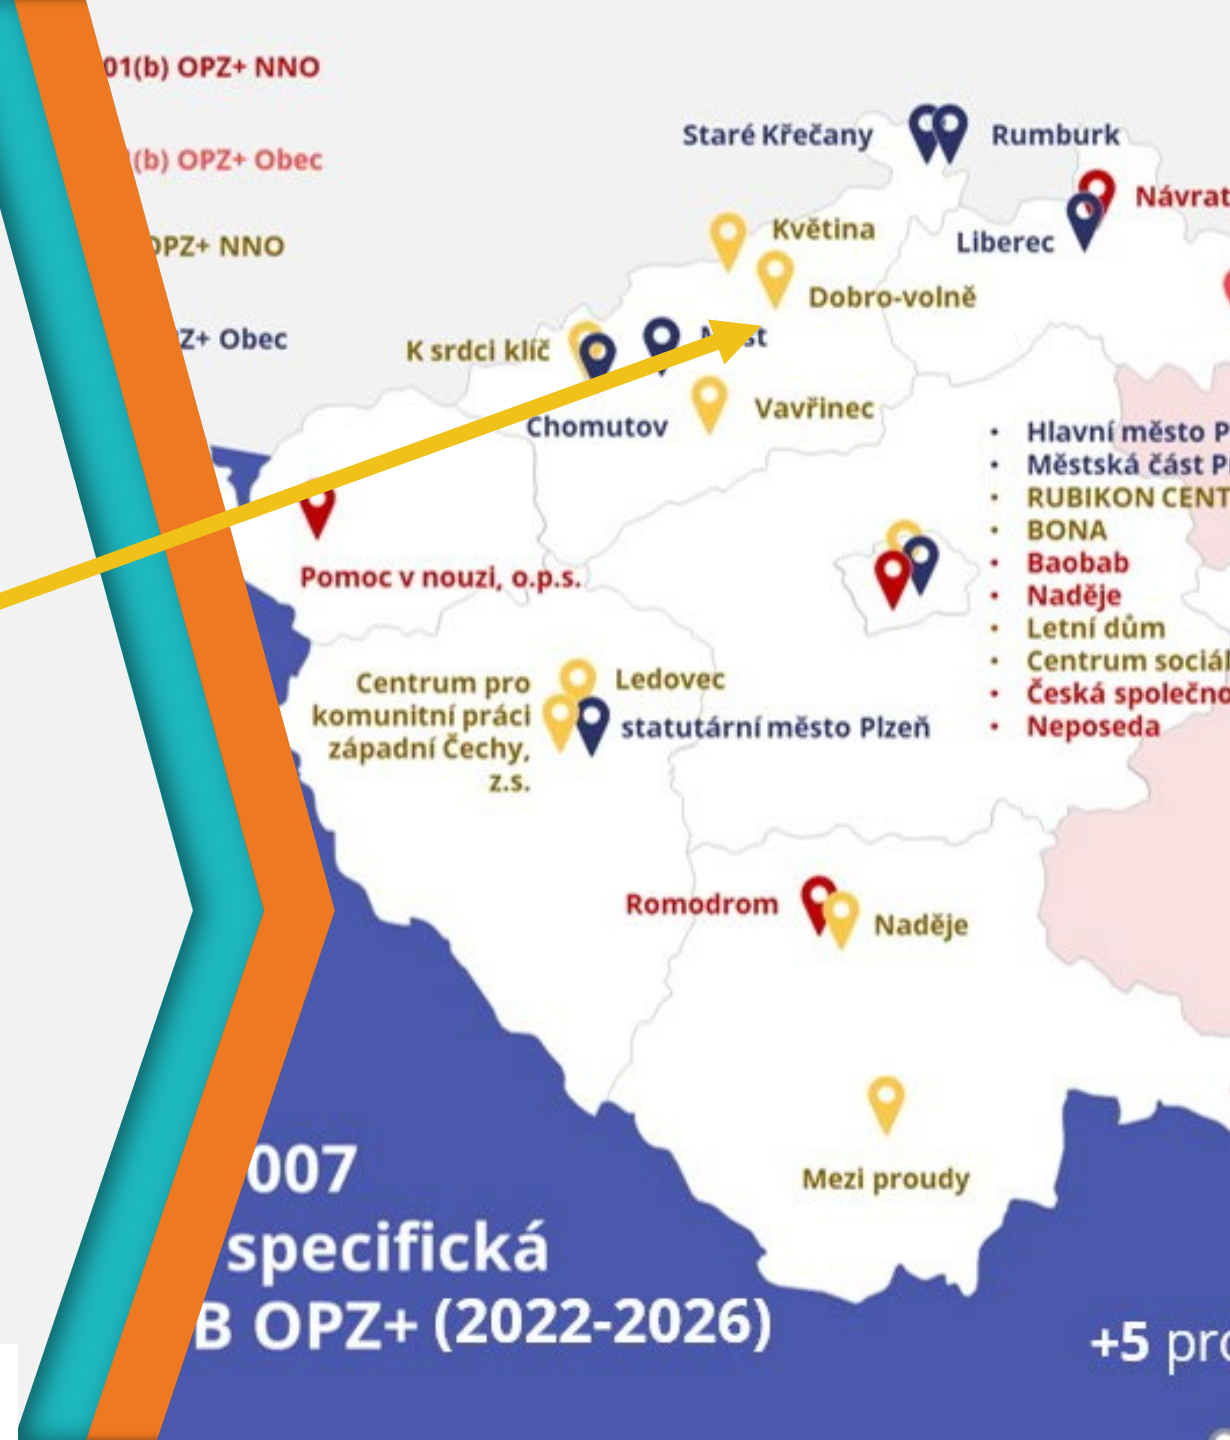 01(b) OPZ+ NNO
(b) OPZ+ Obec
OPZ+ NNO
Z+ Obec
Staré Křečany
Rumburk
Návrat
Liberec
Květina
Dobro-volně
K srdci klíč
Chomutov
Vavřinec
Pomoc v nouzi, o.p.s.
• Hlavní město P
• Městská část P
• RUBIKON CENT
• BONA
• Baobab
• Naděje
• Letní dům
• Centrum sociál
• Česká společno
• Neposeda
Centrum pro
komunitní práci
západní Čechy,
z.s.
Ledovec
statutární město Plzeň
Romodrom
Naděje
Mezi proudy
007
specifická
B OPZ+ (2022-2026)
+5 pro